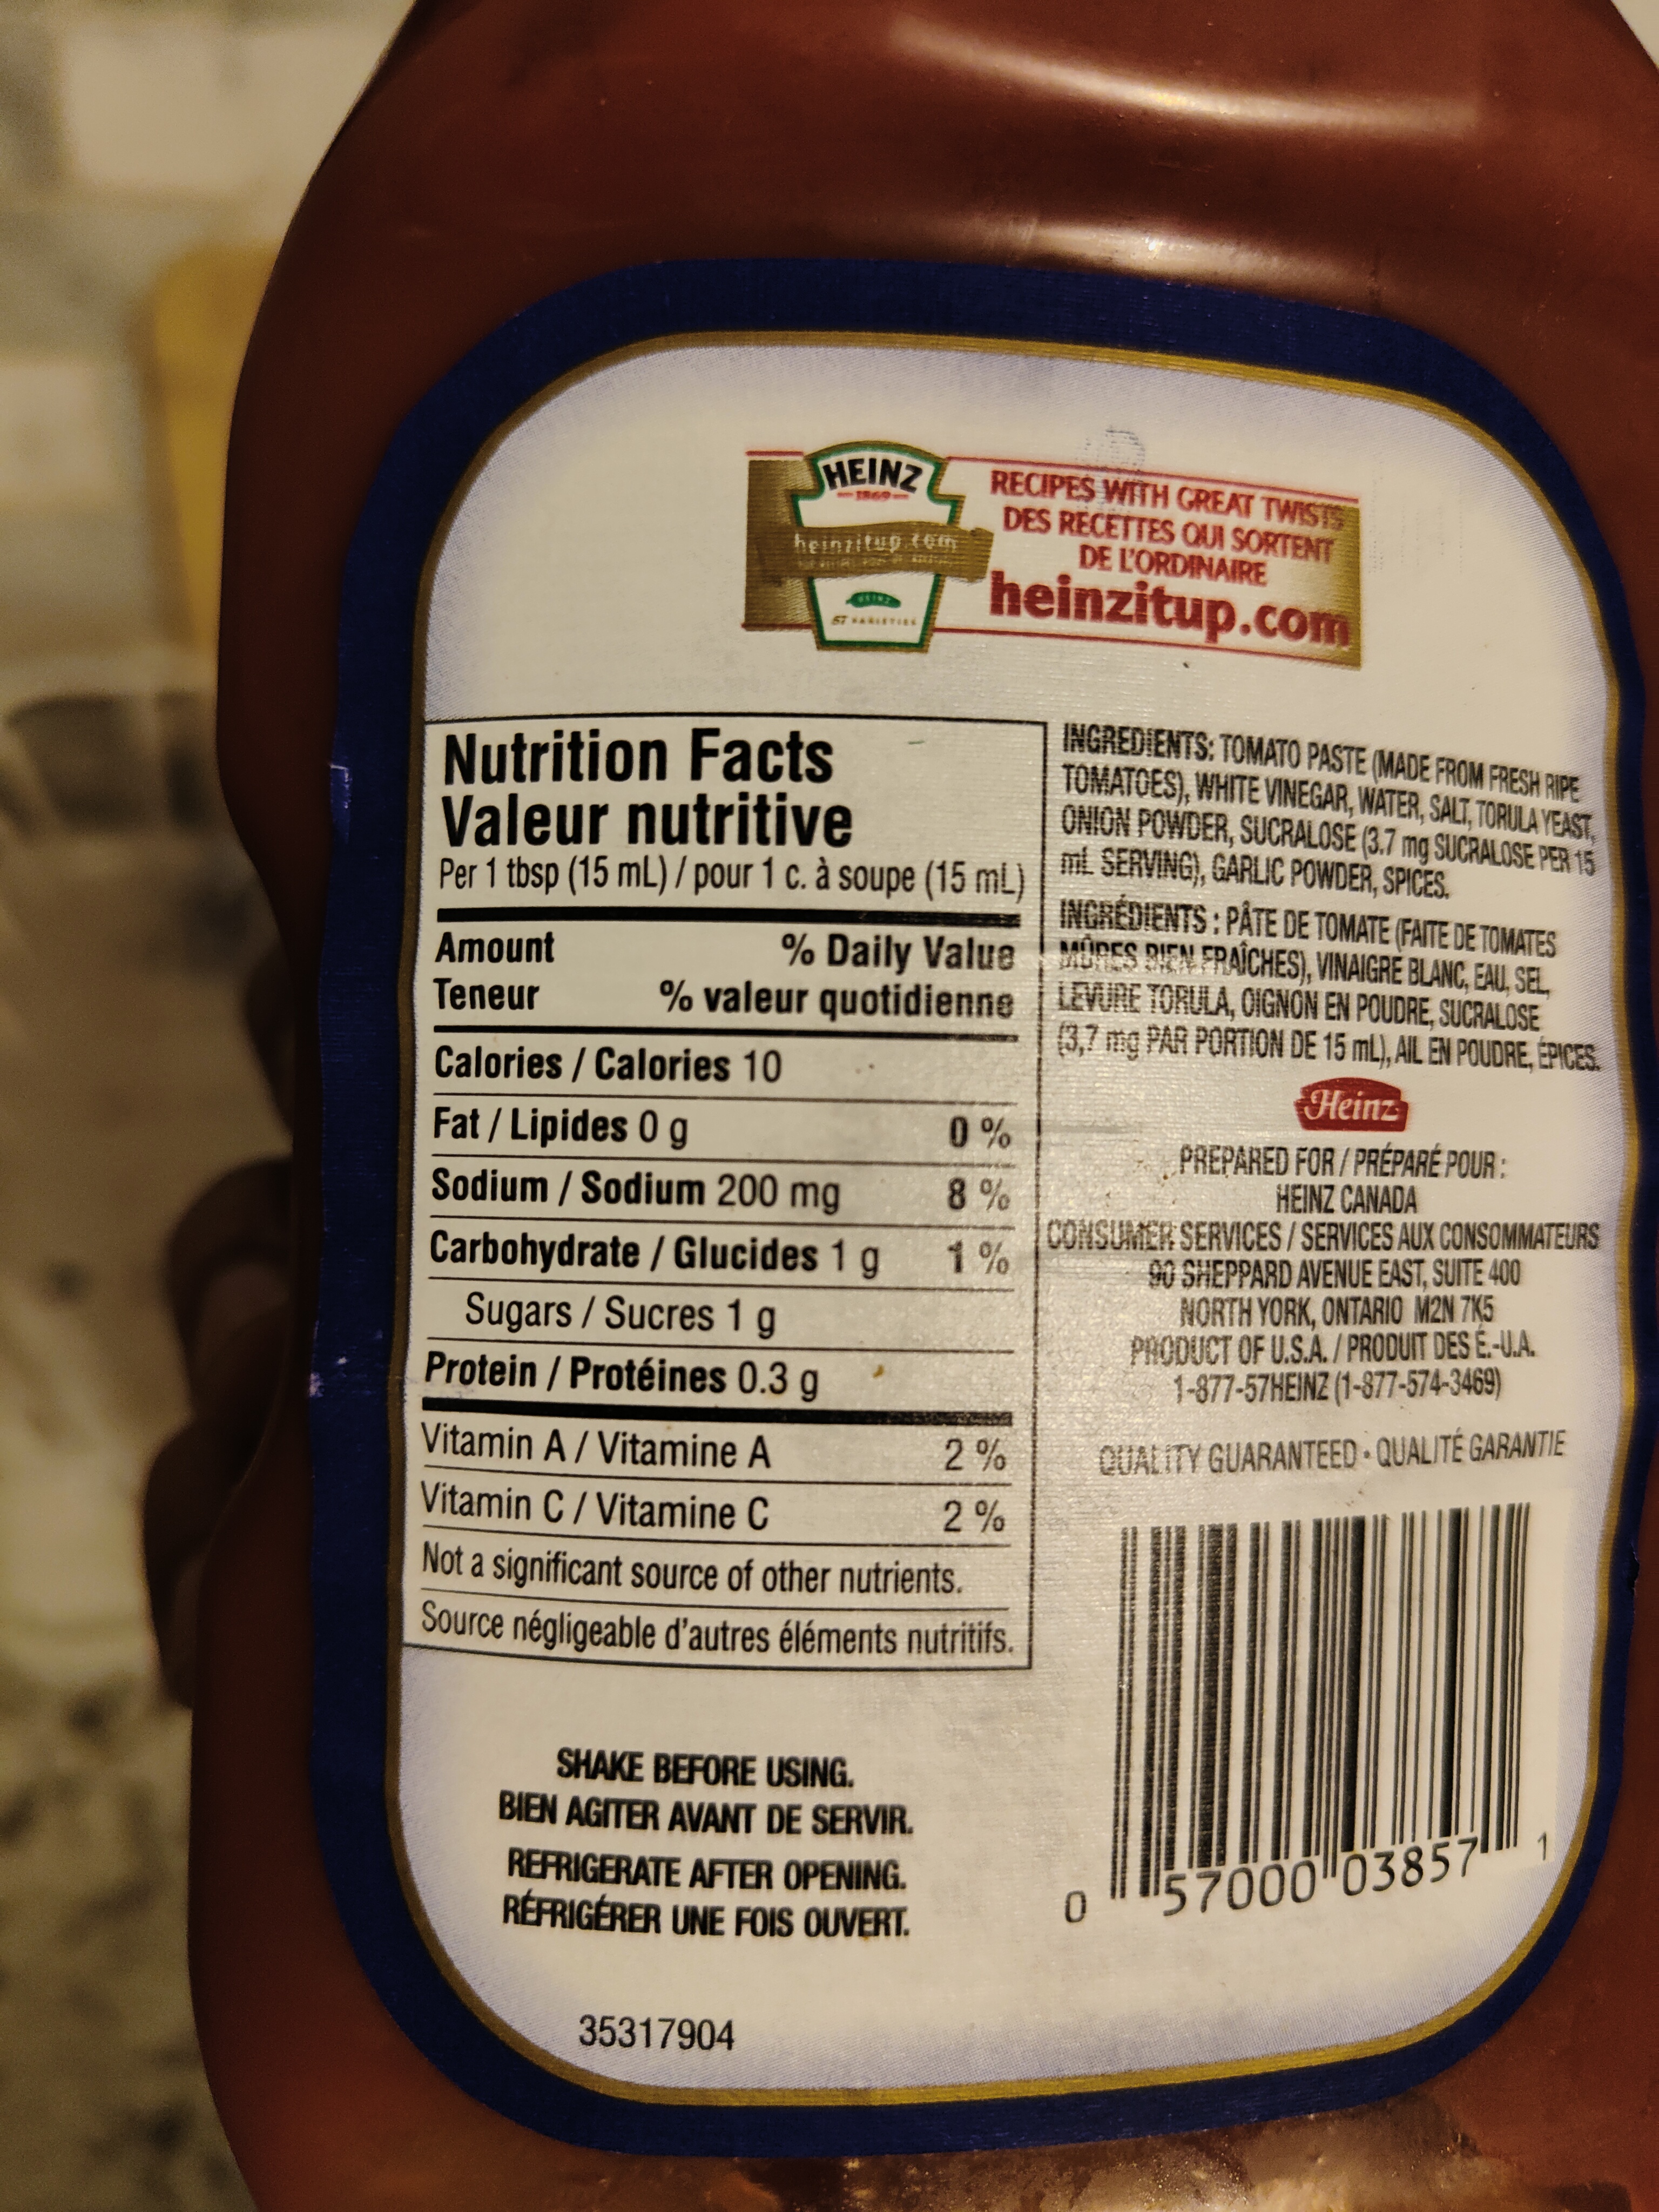 HEINZ
1869
heinzitup.com
HEINZ
57 VARIETIES
RECIPES WITH GREAT TWISTS
DES RECETTES QUI SORTENT
DE L'ORDINAIRE
heinzitup.com
Nutrition Facts
Valeur nutritive
Per 1 tbsp (15 mL) / pour 1 c. à soupe (15 mL)
Amount % Daily Value
Teneur % valeur quotidienne
Calories / Calories 10
Fat / Lipides 0 g 0 %
Sodium / Sodium 200 mg 8 %
Carbohydrate / Glucides 1 g 1 %
Sugars / Sucres 1 g
Protein / Protéines 0.3 g
Vitamin A / Vitamine A 2 %
Vitamin C / Vitamine C 2 %
Not a significant source of other nutrients.
Source négligeable d'autres éléments nutritifs.
SHAKE BEFORE USING.
BIEN AGITER AVANT DE SERVIR.
REFRIGERATE AFTER OPENING.
RÉFRIGÉRER UNE FOIS OUVERT.
35317904
INGREDIENTS: TOMATO PASTE (MADE FROM FRESH RIPE
TOMATOES), WHITE VINEGAR, WATER, SALT, TORULA YEAST,
ONION POWDER, SUCRALOSE (3.7 mg SUCRALOSE PER 15
mL SERVING), GARLIC POWDER, SPICES.
INGRÉDIENTS : PÂTE DE TOMATE (FAITE DE TOMATES
MÛRES BIEN FRAÎCHES), VINAIGRE BLANC, EAU, SEL,
LEVURE TORULA, OIGNON EN POUDRE, SUCRALOSE
(3,7 mg PAR PORTION DE 15 mL), AIL EN POUDRE, ÉPICES.
Heinz
PREPARED FOR / PRÉPARÉ POUR :
HEINZ CANADA
CONSUMER SERVICES / SERVICES AUX CONSOMMATEURS
90 SHEPPARD AVENUE EAST, SUITE 400
NORTH YORK, ONTARIO M2N 7K5
PRODUCT OF U.S.A. / PRODUIT DES É.-U.A.
1-877-57HEINZ (1-877-574-3469)
QUALITY GUARANTEED • QUALITÉ GARANTIE
0 57000 03857 1